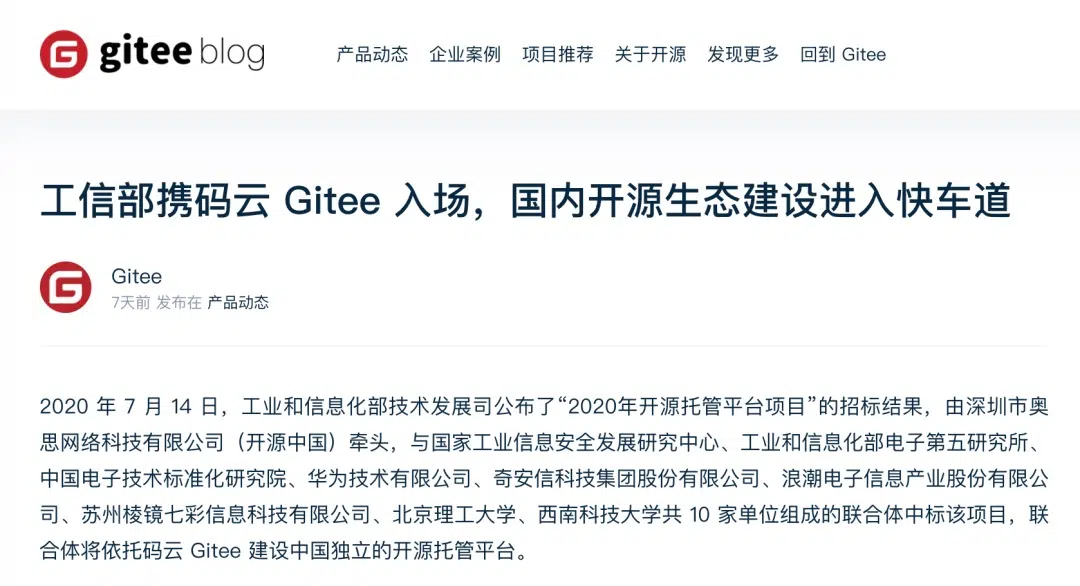 gitee blog 产品动态 企业案例 项目推荐 关于开源 发现更多 回到 Gitee
工信部携码云 Gitee 入场，国内开源生态建设进入快车道
Gitee
7天前 发布在 产品动态
2020 年 7 月 14 日，工业和信息化部技术发展司公布了“2020年开源托管平台项目”的招标结果，由深圳市奥
思网络科技有限公司（开源中国）牵头，与国家工业信息安全发展研究中心、工业和信息化部电子第五研究所、
中国电子技术标准化研究院、华为技术有限公司、奇安信科技集团股份有限公司、浪潮电子信息产业股份有限公
司、苏州棱镜七彩信息科技有限公司、北京理工大学、西南科技大学共 10 家单位组成的联合体中标该项目，联
合体将依托码云 Gitee 建设中国独立的开源托管平台。